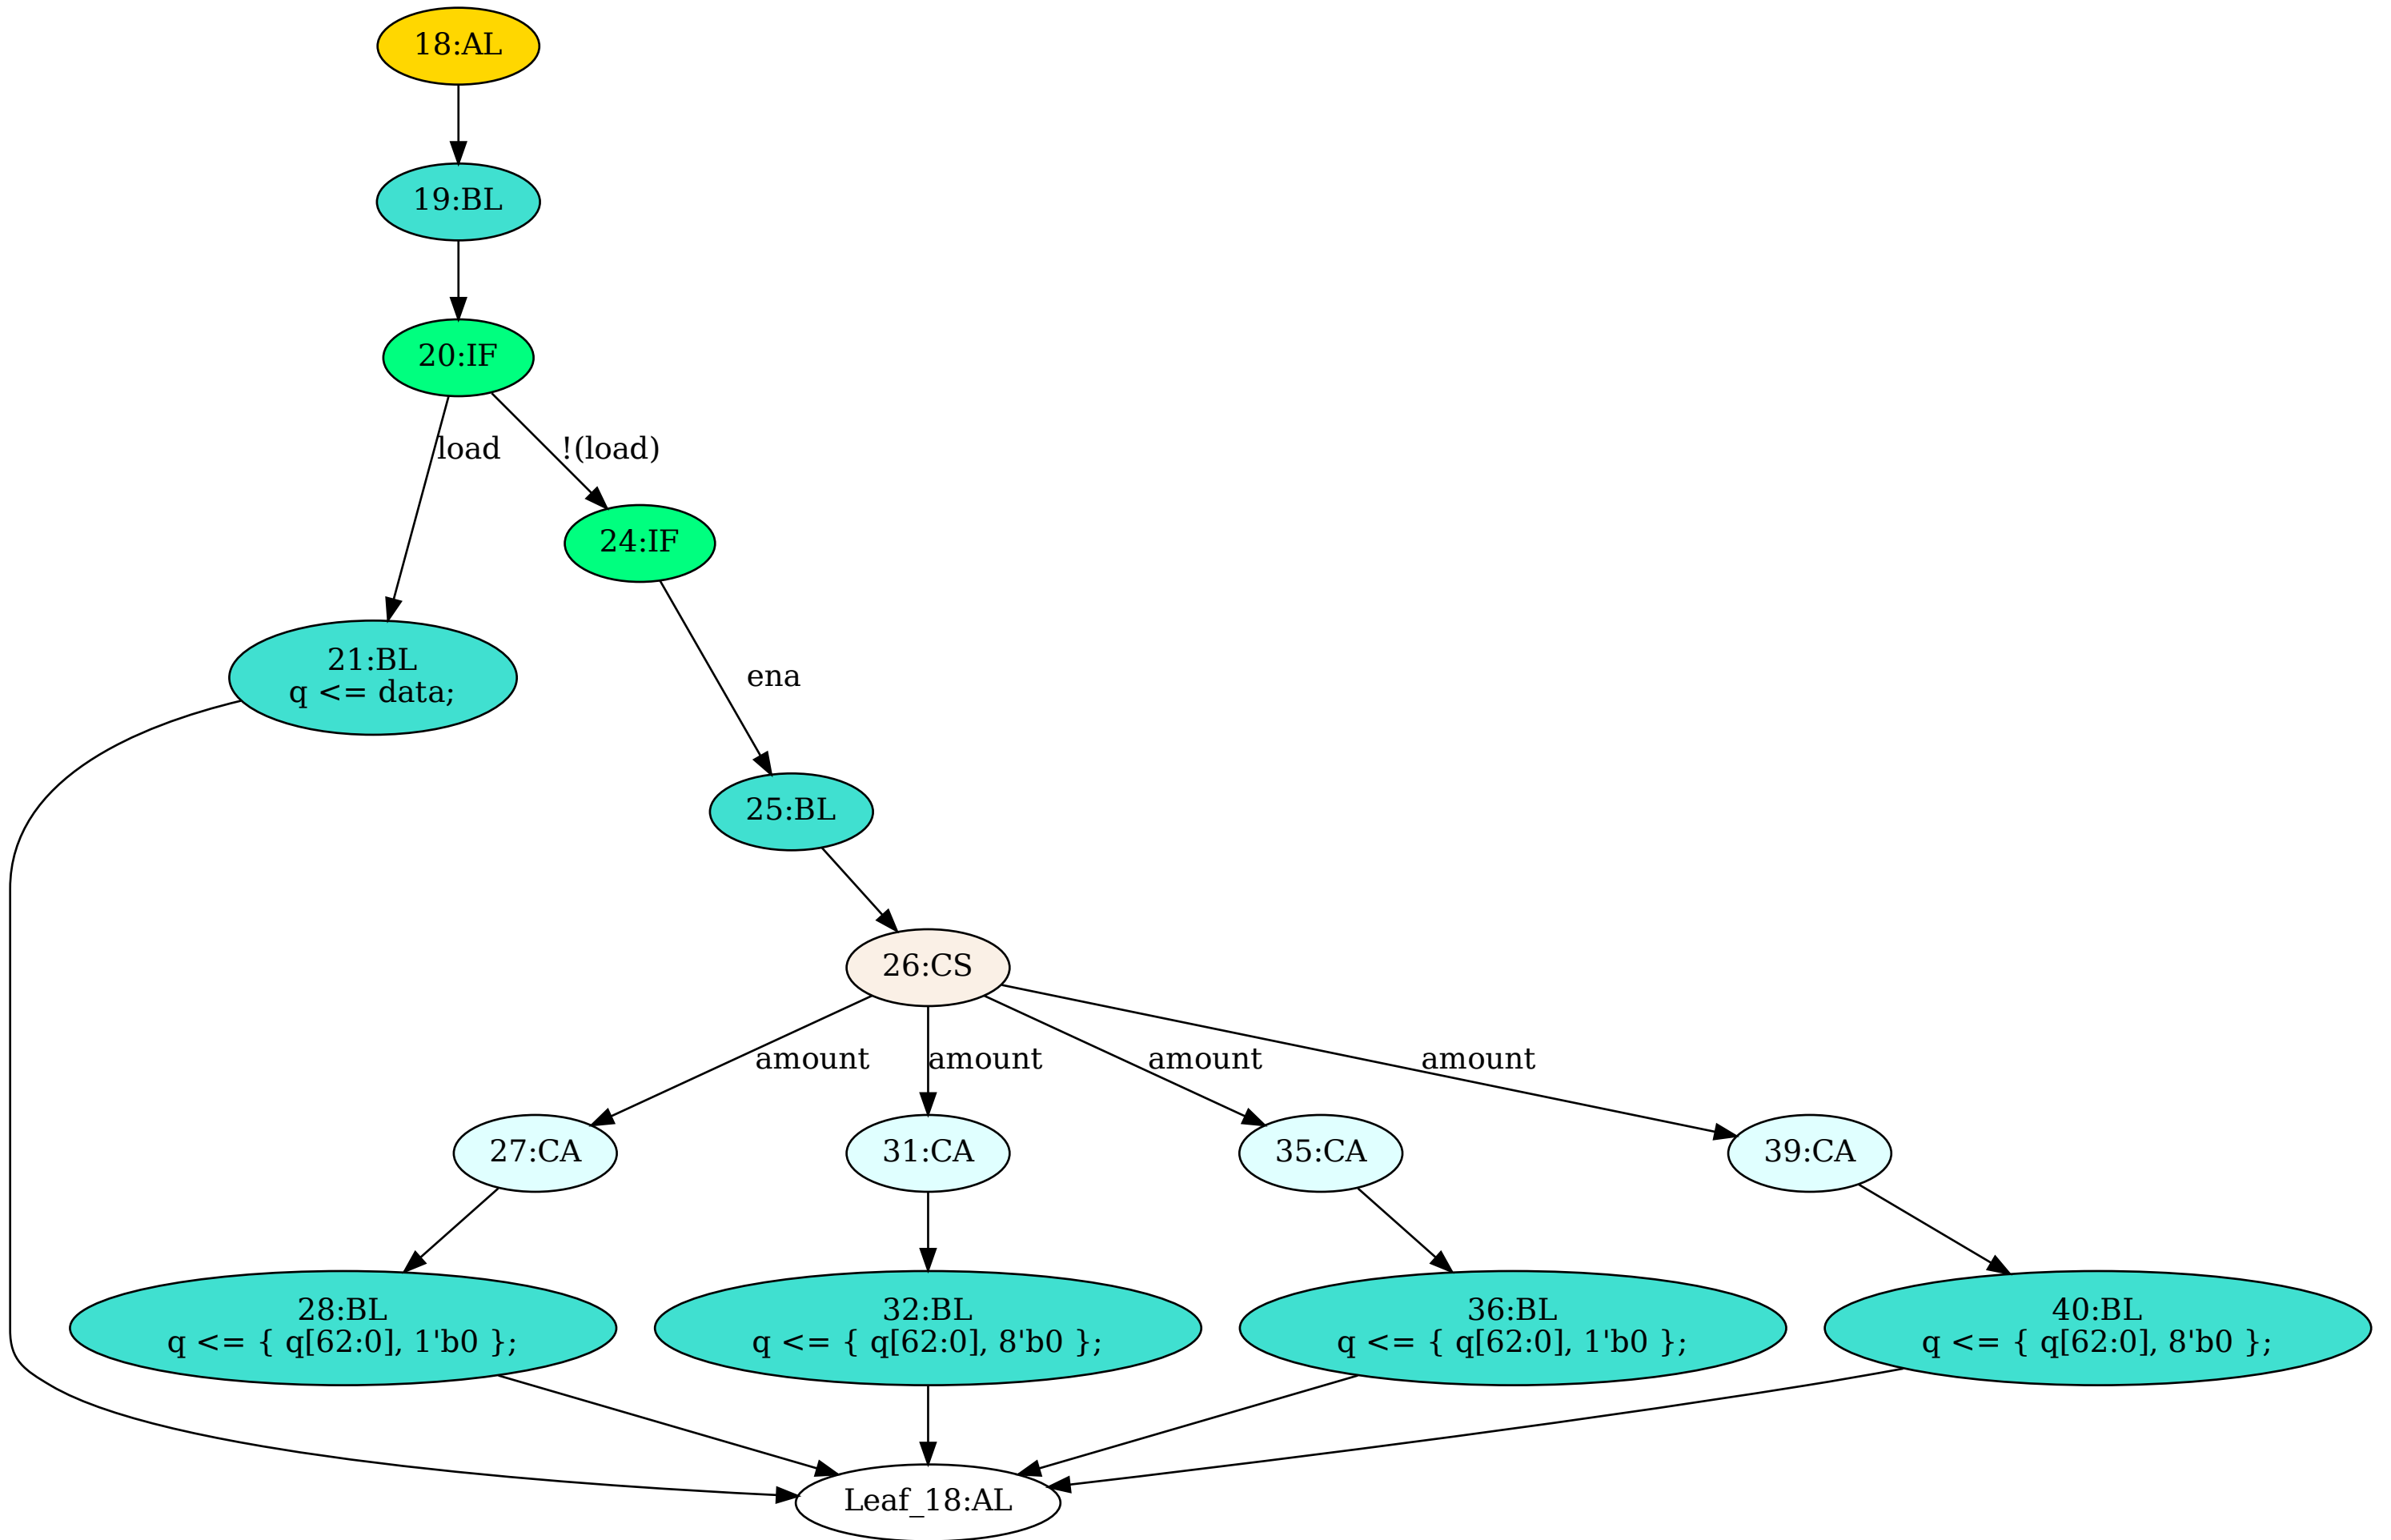 18:AL
19:BL
20:IF
load
!(load)
24:IF
21:BL
q <= data;
ena
25:BL
26:CS
amount
amount
amount
amount
27:CA
31:CA
35:CA
39:CA
28:BL
q <= { q[62:0], 1'b0 };
32:BL
q <= { q[62:0], 8'b0 };
36:BL
q <= { q[62:0], 1'b0 };
40:BL
q <= { q[62:0], 8'b0 };
Leaf_18:AL